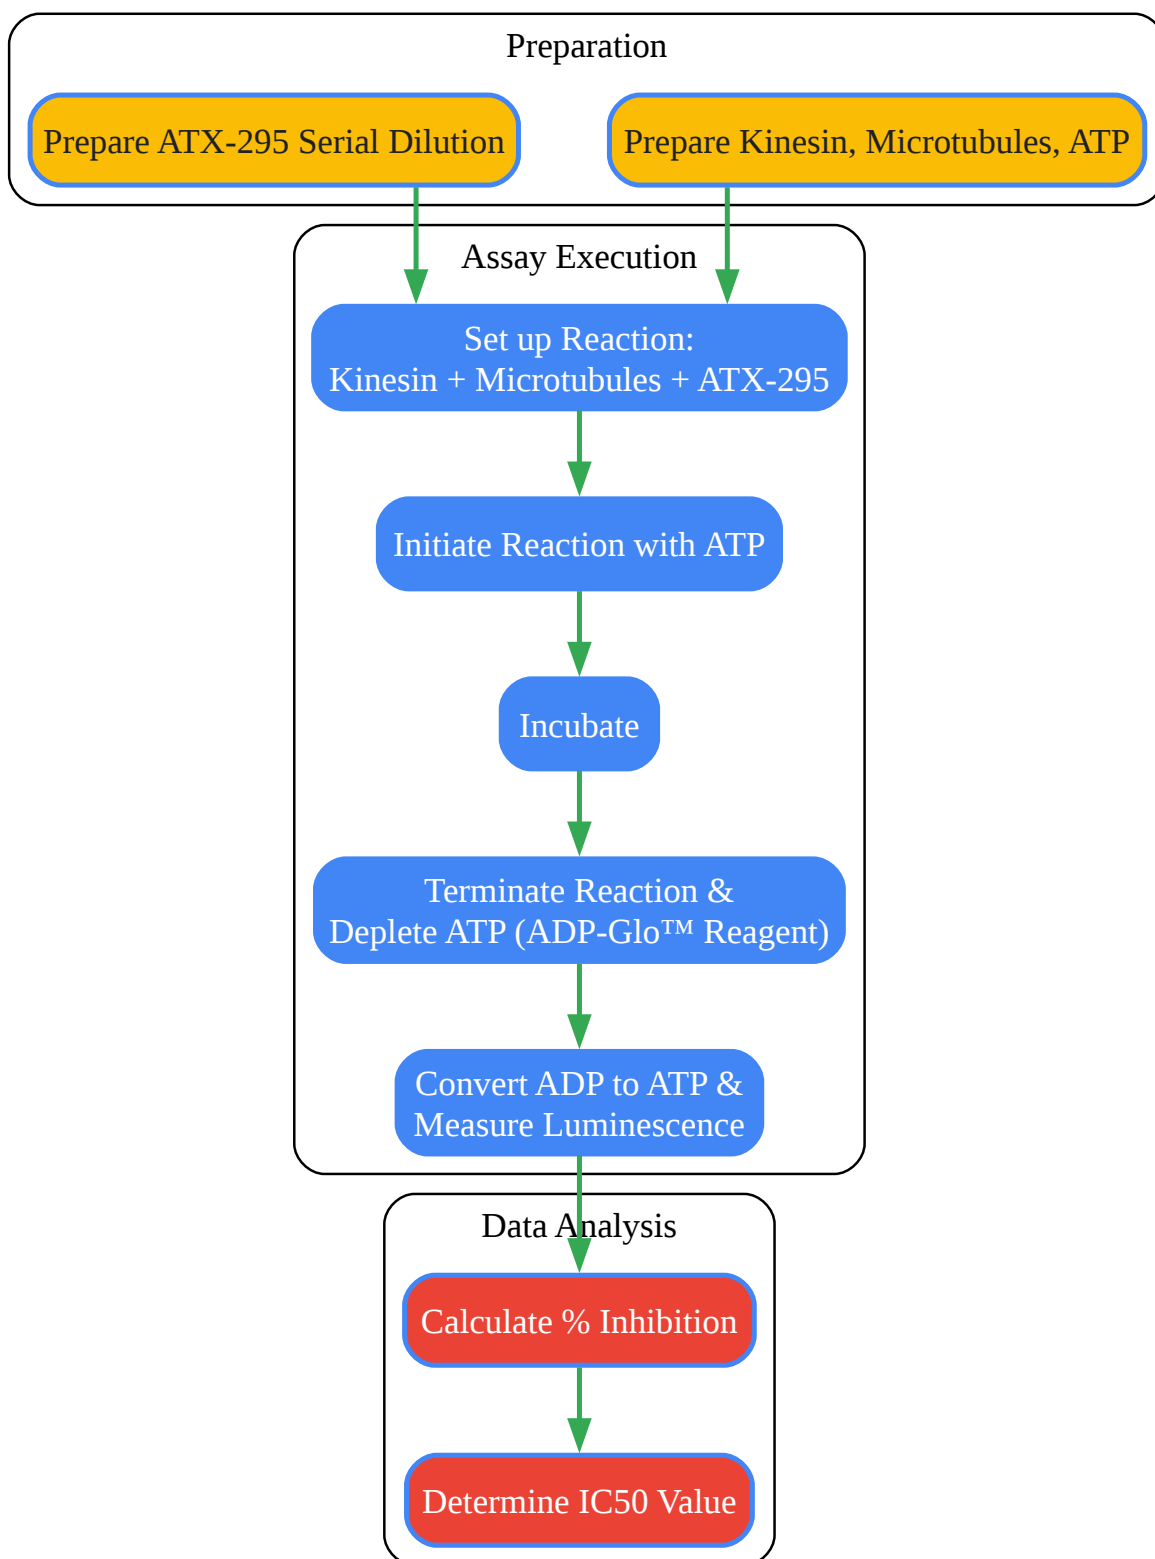 Preparation
Prepare ATX-295 Serial Dilution
Prepare Kinesin, Microtubules, ATP
Assay Execution
Set up Reaction:
Kinesin + Microtubules + ATX-295
Initiate Reaction with ATP
Incubate
Terminate Reaction &
Deplete ATP (ADP-Glo™ Reagent)
Convert ADP to ATP &
Measure Luminescence
Data Analysis
Calculate % Inhibition
Determine IC50 Value